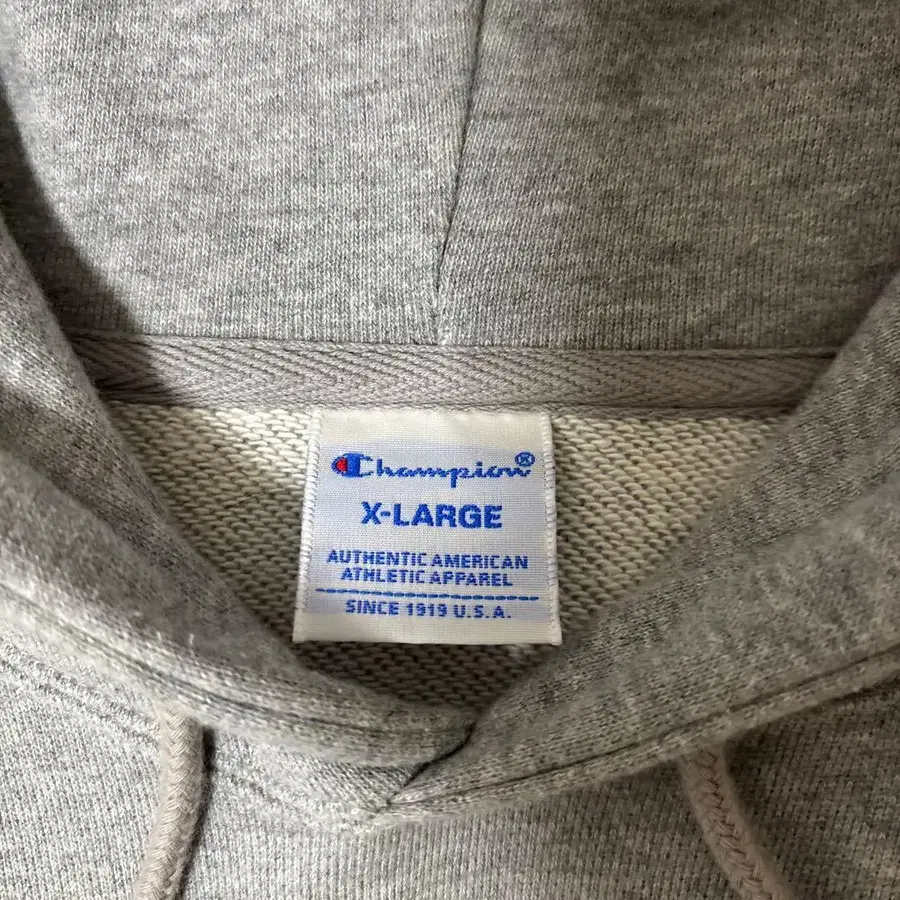 Champion®
X-LARGE
AUTHENTIC AMERICAN
ATHLETIC APPAREL
SINCE 1919 U.S.A.